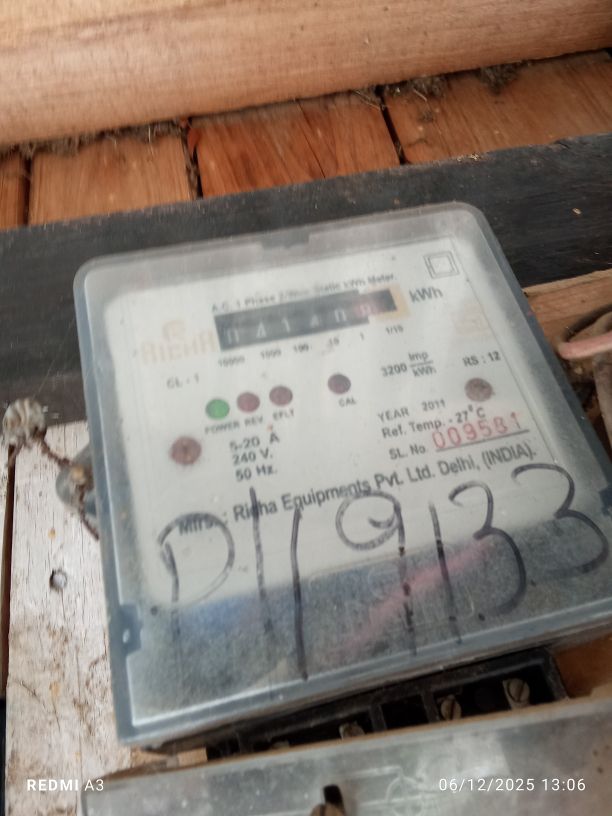 A.C. 1 Phase 2/Wire Static kWh Meter.
kWh
RICHA
10000 1000 100 10 1 1/10
CL - 1
3200 Imp/kWh
RS : 12
POWER REV EFLT
CAL
YEAR 2011
5-20 A
Ref. Temp. - 27°C
240 V.
SL. No. 009581
50 Hz.
Mfrs. : Richa Equipments Pvt. Ltd. Delhi, (INDIA).
REDMI A3
06/12/2025 13:06